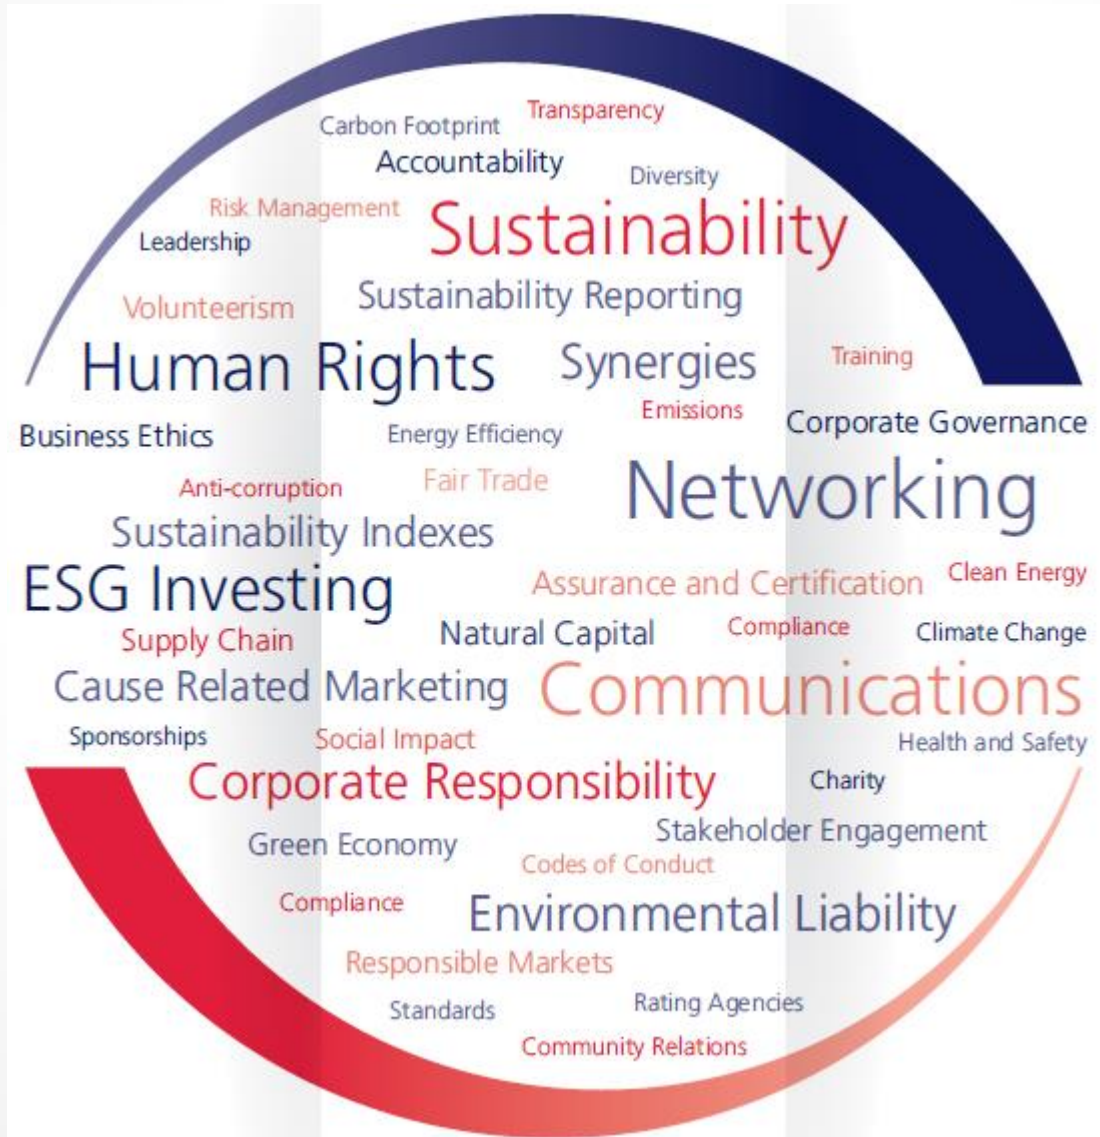 Transparency
Carbon Footprint
Accountability
Diversity
Risk Management
Sustainability
Leadership
Sustainability Reporting
Volunteerism
Human Rights
Synergies
Training
Emissions
Corporate Governance
Business Ethics
Energy Efficiency
Fair Trade
Networking
Anti-corruption
Sustainability Indexes
ESG Investing
Assurance and Certification
Clean Energy
Supply Chain
Natural Capital
Compliance
Climate Change
Cause Related Marketing
Communications
Sponsorships
Social Impact
Health and Safety
Corporate Responsibility
Charity
Green Economy
Stakeholder Engagement
Codes of Conduct
Compliance
Environmental Liability
Responsible Markets
Standards
Rating Agencies
Community Relations